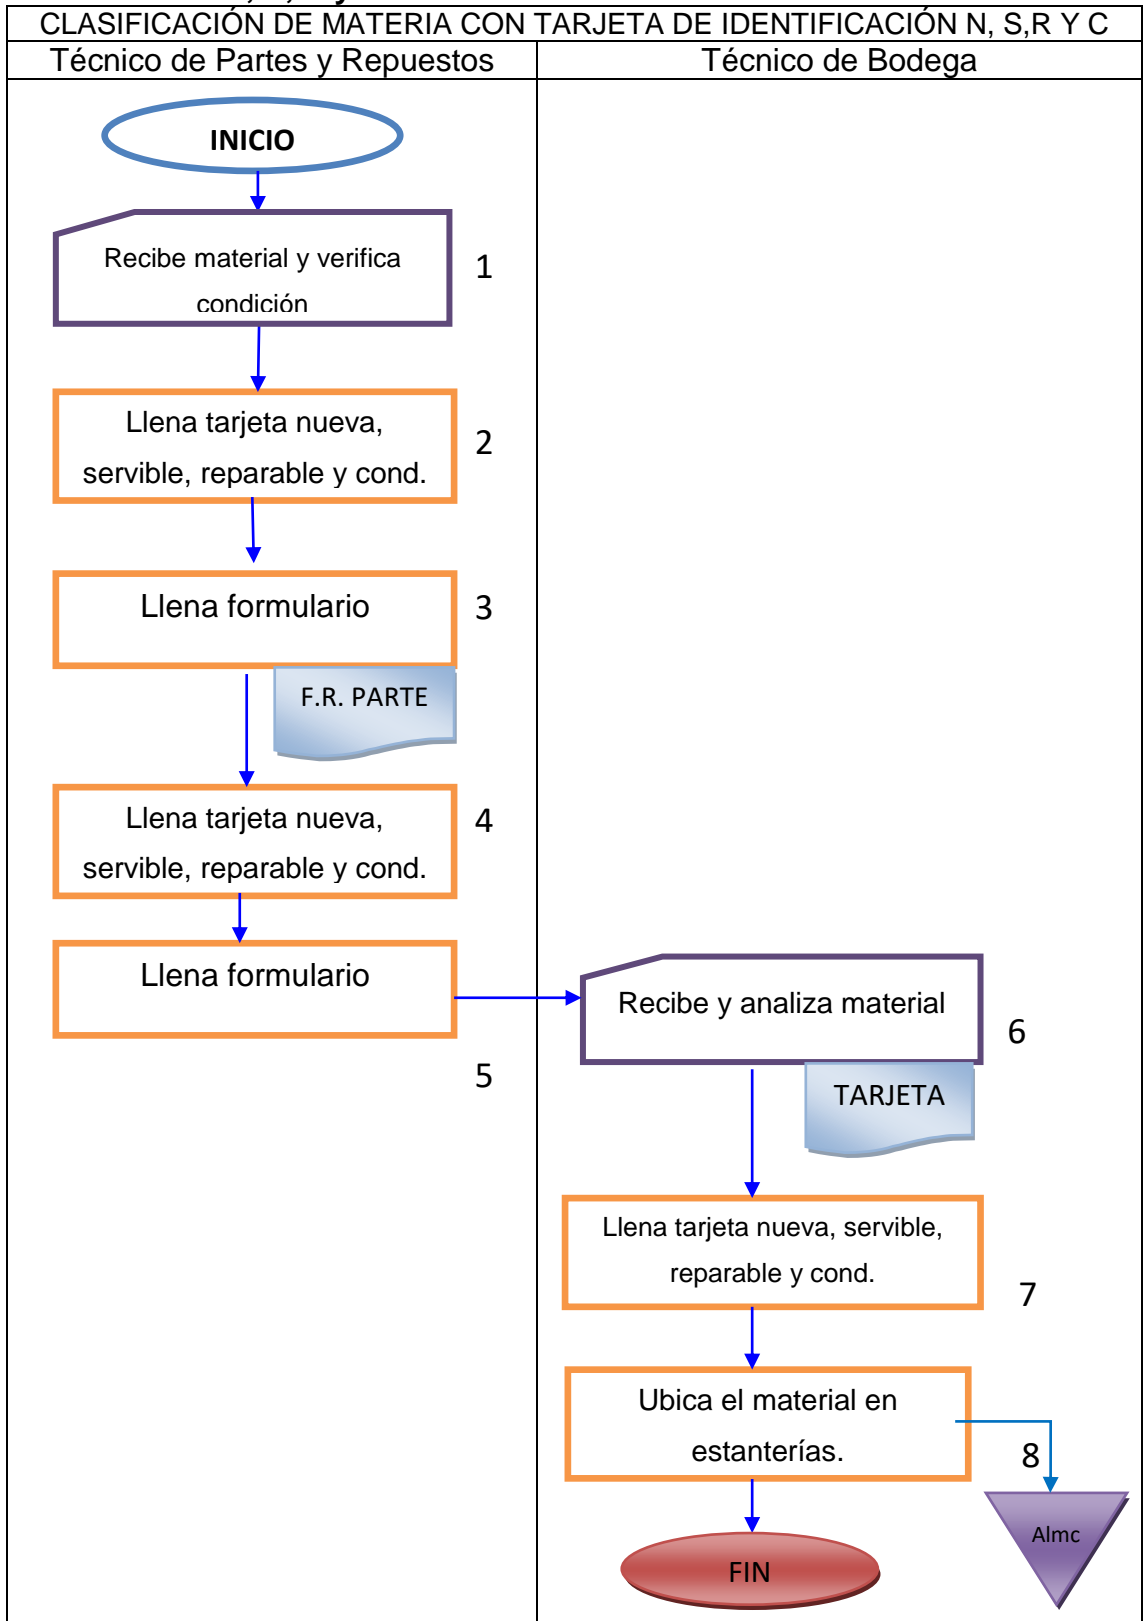 CLASIFICACIÓN DE MATERIA CON TARJETA DE IDENTIFICACIÓN N, S,R Y C
Técnico de Partes y Repuestos
Técnico de Bodega
INICIO
Recibe material y verifica
condición
1
Llena tarjeta nueva,
servible, reparable y cond.
2
Llena formulario
3
F.R. PARTE
Llena tarjeta nueva,
servible, reparable y cond.
4
Llena formulario
5
Recibe y analiza material
6
TARJETA
Llena tarjeta nueva, servible,
reparable y cond.
7
Ubica el material en
estanterías.
8
Almc
FIN